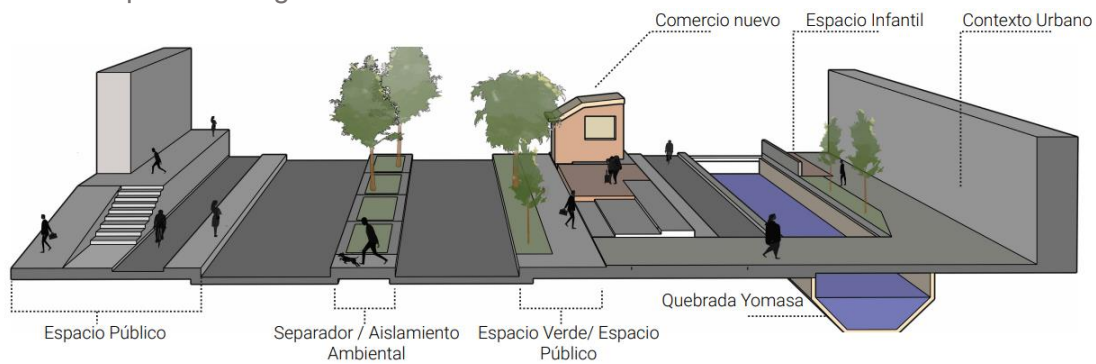 Comercio nuevo
Espacio Infantil
Contexto Urbano
Quebrada Yomasa
Espacio Público
Separador / Aislamiento
Ambiental
Espacio Verde/ Espacio
Público